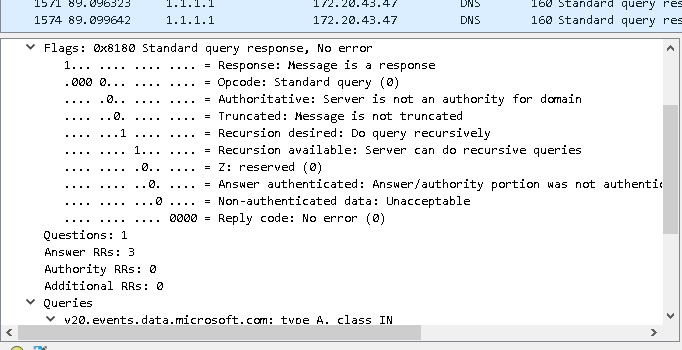 1571 89.096323 1.1.1.1 172.20.43.47 DNS 160 Standard query res
1574 89.099642 1.1.1.1 172.20.43.47 DNS 160 Standard query res
Flags: 0x8180 Standard query response, No error
1... .... .... .... = Response: Message is a response
.000 0... .... .... = Opcode: Standard query (0)
.... .0.. .... .... = Authoritative: Server is not an authority for domain
.... ..0. .... .... = Truncated: Message is not truncated
.... ...1 .... .... = Recursion desired: Do query recursively
.... .... 1... .... = Recursion available: Server can do recursive queries
.... .... .0.. .... = Z: reserved (0)
.... .... ..0. .... = Answer authenticated: Answer/authority portion was not authentic
.... .... ...0 .... = Non-authenticated data: Unacceptable
.... .... .... 0000 = Reply code: No error (0)
Questions: 1
Answer RRs: 3
Authority RRs: 0
Additional RRs: 0
Queries
v20.events.data.microsoft.com: type A, class IN